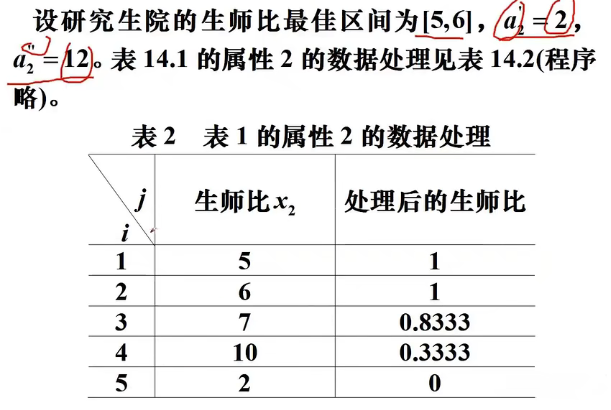 设研究生院的生师比最佳区间为[5,6], a₂' = 2,
a₂'' = 12。表 14.1 的属性 2 的数据处理见表 14.2(程序
略)。
表 2 表 1 的属性 2 的数据处理
j
i 生师比 x₂ 处理后的生师比
1 5 1
2 6 1
3 7 0.8333
4 10 0.3333
5 2 0